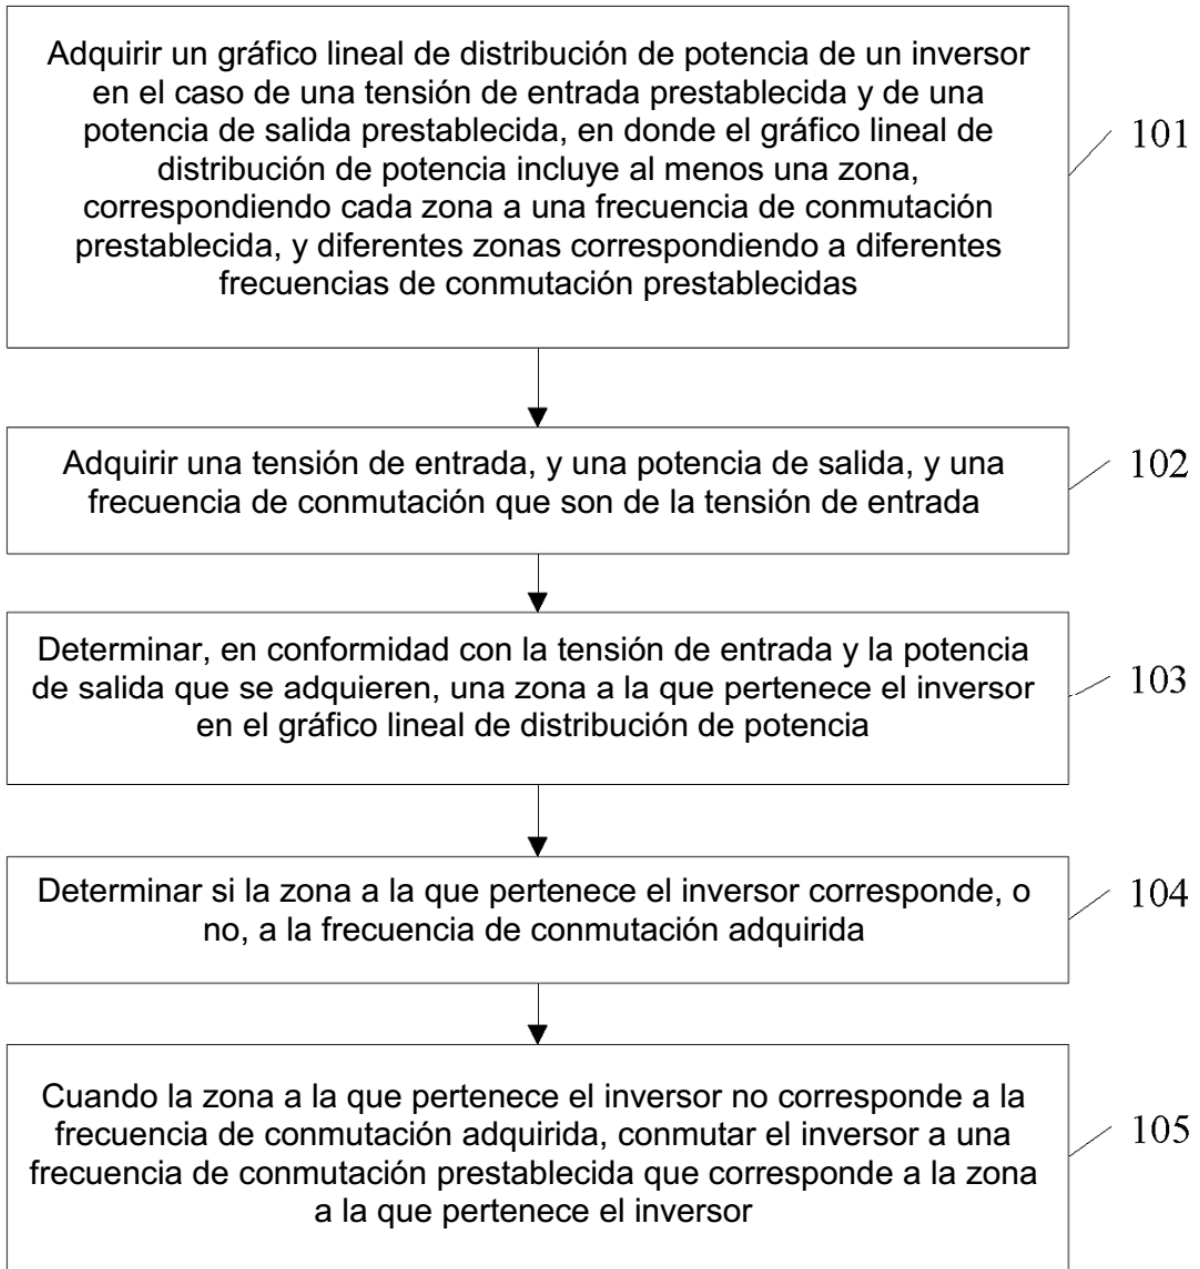 Adquirir un gráfico lineal de distribución de potencia de un inversor
en el caso de una tensión de entrada prestablecida y de una
potencia de salida prestablecida, en donde el gráfico lineal de
distribución de potencia incluye al menos una zona,
correspondiendo cada zona a una frecuencia de conmutación
prestablecida, y diferentes zonas correspondiendo a diferentes
frecuencias de conmutación prestablecidas
101
Adquirir una tensión de entrada, y una potencia de salida, y una
frecuencia de conmutación que son de la tensión de entrada
102
Determinar, en conformidad con la tensión de entrada y la potencia
de salida que se adquieren, una zona a la que pertenece el inversor
en el gráfico lineal de distribución de potencia
103
Determinar si la zona a la que pertenece el inversor corresponde, o
no, a la frecuencia de conmutación adquirida
104
Cuando la zona a la que pertenece el inversor no corresponde a la
frecuencia de conmutación adquirida, conmutar el inversor a una
frecuencia de conmutación prestablecida que corresponde a la zona
a la que pertenece el inversor
105